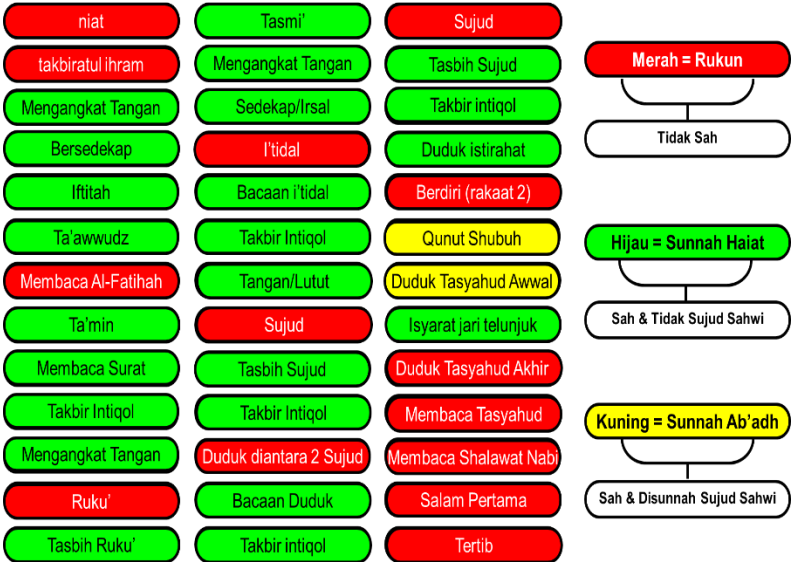 niat
takbiratul ihram
Mengangkat Tangan
Bersedekap
Iftitah
Ta'awwudz
Membaca Al-Fatihah
Ta'min
Membaca Surat
Takbir Intiqol
Mengangkat Tangan
Ruku'
Tasbih Ruku'
Tasmi'
Mengangkat Tangan
Sedekap/Irsal
I'tidal
Bacaan i'tidal
Takbir Intiqol
Tangan/Lutut
Sujud
Tasbih Sujud
Takbir Intiqol
Duduk diantara 2 Sujud
Bacaan Duduk
Takbir intiqol
Sujud
Tasbih Sujud
Takbir intiqol
Duduk istirahat
Berdiri (rakaat 2)
Qunut Shubuh
Duduk Tasyahud Awwal
Isyarat jari telunjuk
Duduk Tasyahud Akhir
Membaca Tasyahud
Membaca Shalawat Nabi
Salam Pertama
Tertib
Merah = Rukun
Tidak Sah
Hijau = Sunnah Haiat
Sah & Tidak Sujud Sahwi
Kuning = Sunnah Ab'adh
Sah & Disunnah Sujud Sahwi